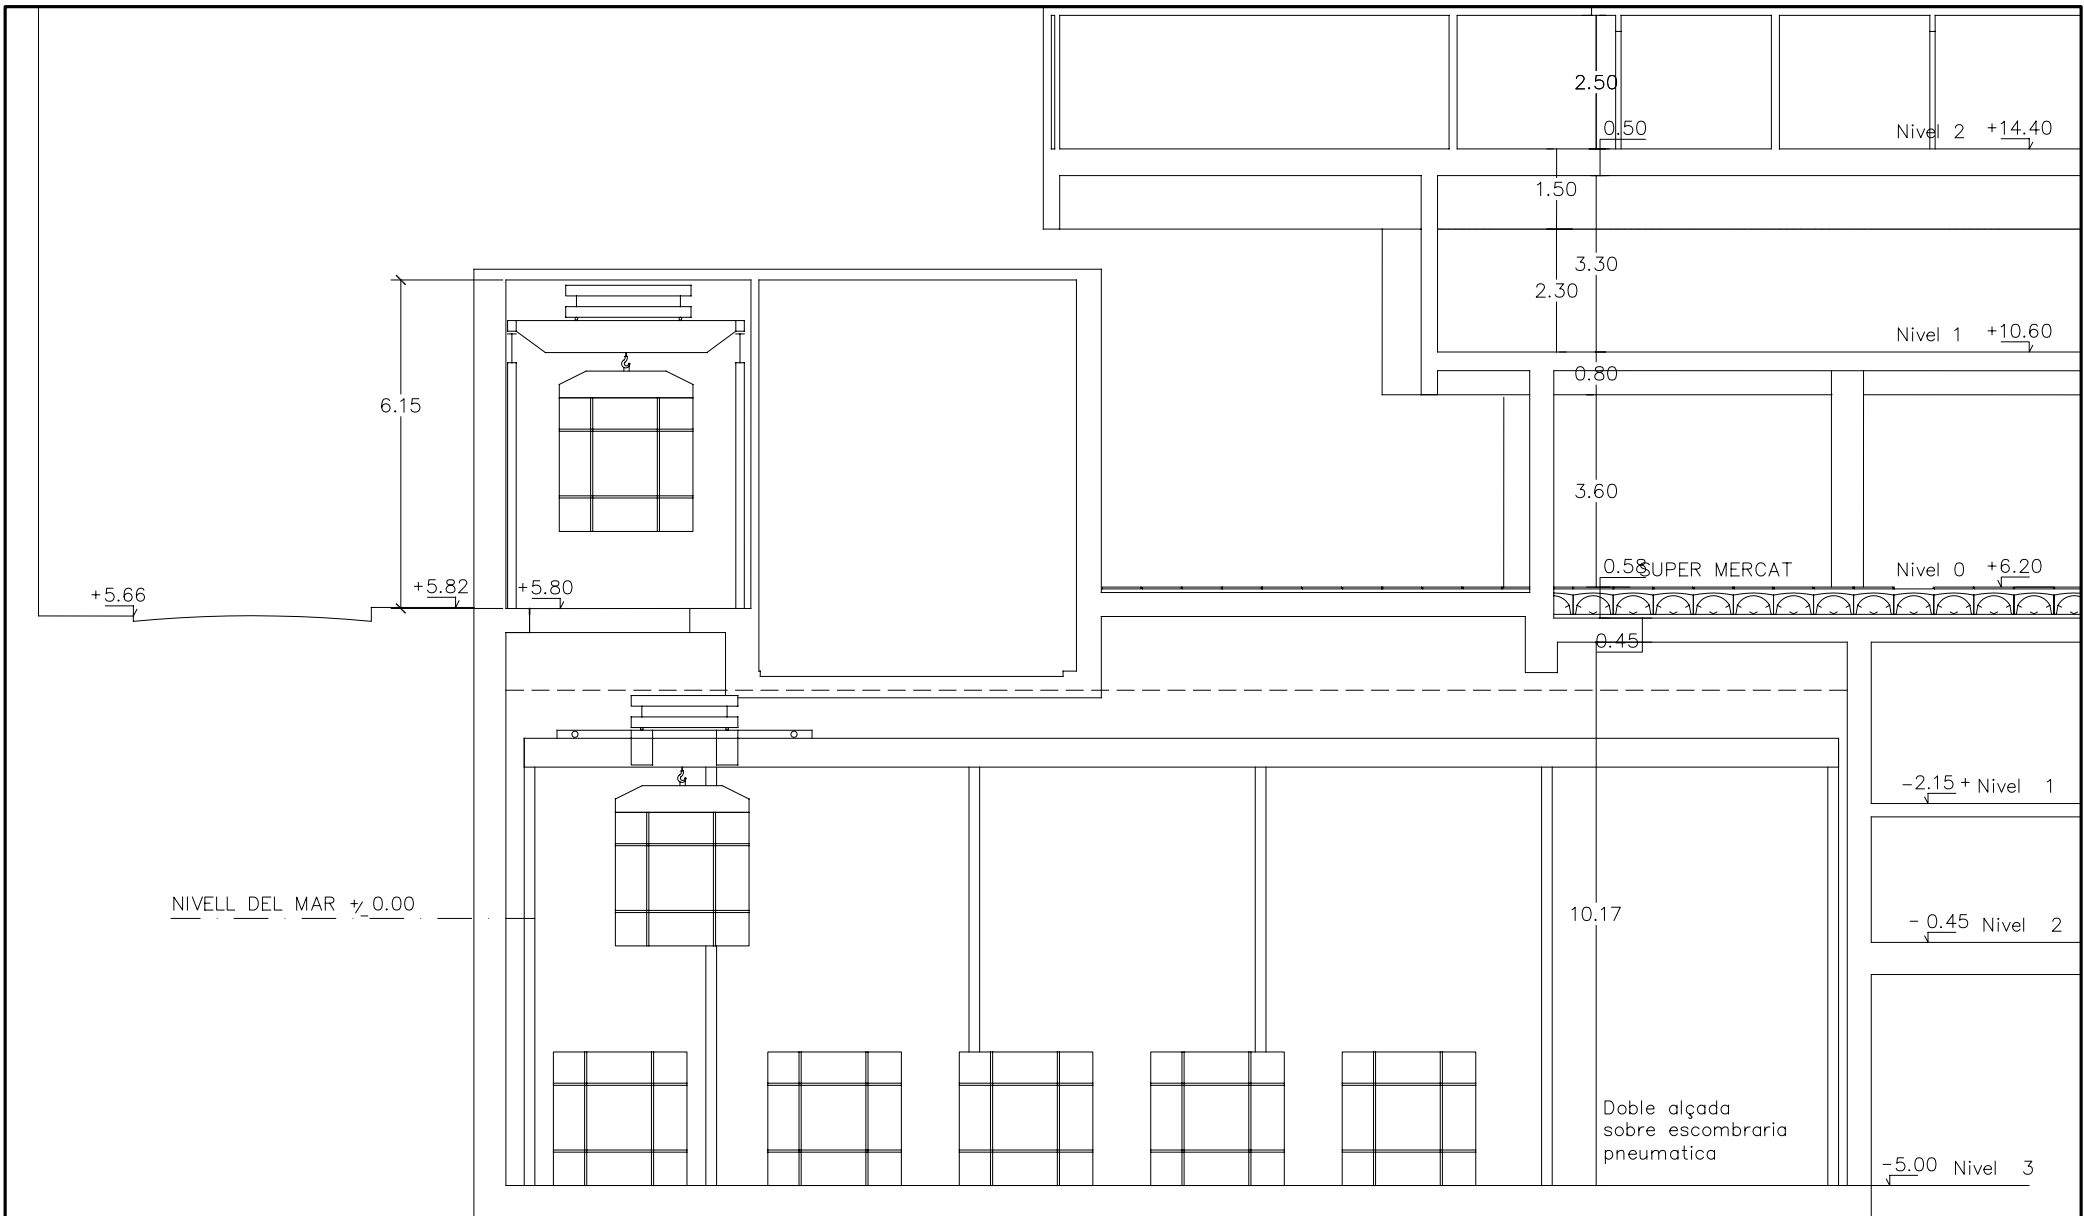 2.50
0.50
Nivel 2 +14.40
1.50
3.30
2.30
Nivel 1 +10.60
0.80
6.15
3.60
0.58
SUPER MERCAT
Nivel 0 +6.20
+5.66
+5.82
+5.80
0.45
-2.15 + Nivel 1
NIVELL DEL MAR +/ 0.00
10.17
- 0.45 Nivel 2
Doble alçada
sobre escombraria
pneumatica
-5.00 Nivel 3